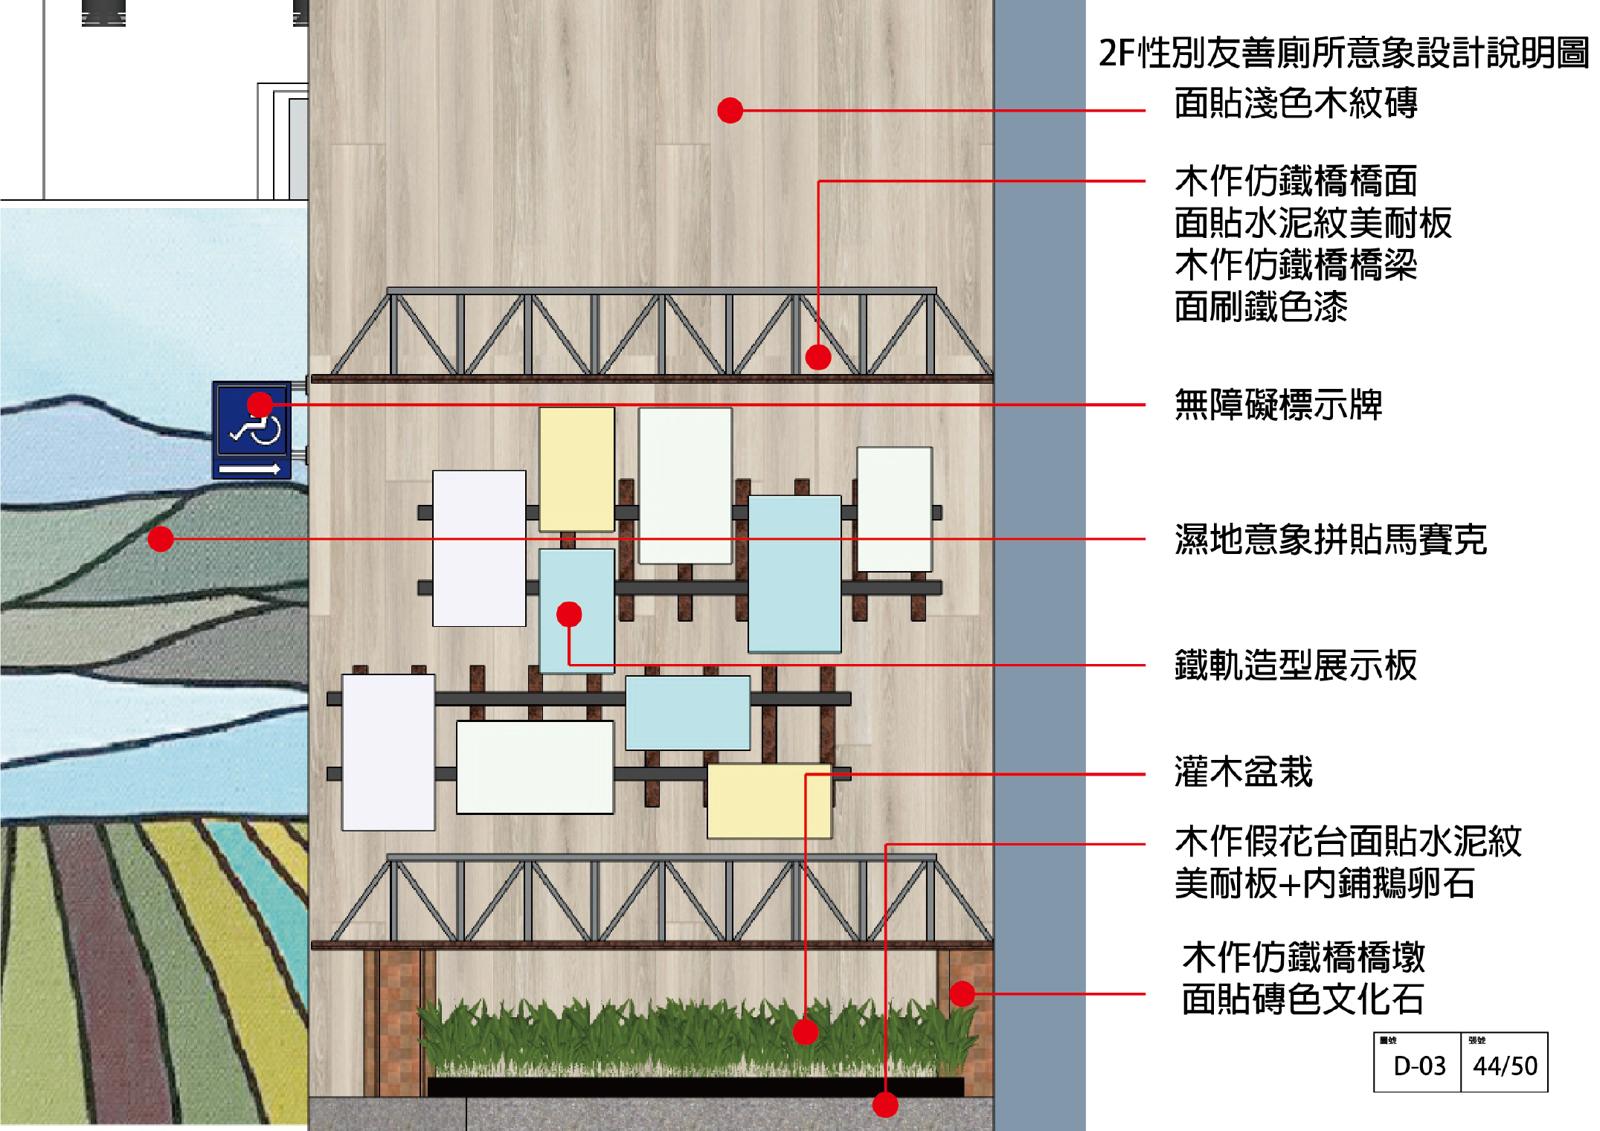 2F性別友善廁所意象設計說明圖
面貼淺色木紋磚
木作仿鐵橋橋面
面貼水泥紋美耐板
木作仿鐵橋橋梁
面刷鐵色漆
無障礙標示牌
濕地意象拼貼馬賽克
鐵軌造型展示板
灌木盆栽
木作假花台面貼水泥紋
美耐板+內鋪鵝卵石
木作仿鐵橋橋墩
面貼磚色文化石
圖號
張號
D-03
44/50